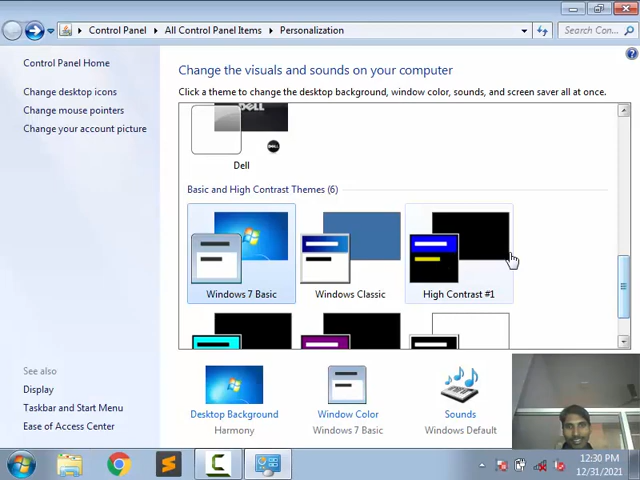 Control Panel
All Control Panel Items
Personalization
Search Con...
Control Panel Home
Change desktop icons
Change mouse pointers
Change your account picture
Change the visuals and sounds on your computer
Click a theme to change the desktop background, window color, sounds, and screen saver all at once.
DELL
Dell
Basic and High Contrast Themes (6)
Windows 7 Basic
Windows Classic
High Contrast #1
See also
Display
Taskbar and Start Menu
Ease of Access Center
Desktop Background
Harmony
Window Color
Windows 7 Basic
Sounds
Windows Default
12:30 PM
12/31/2021